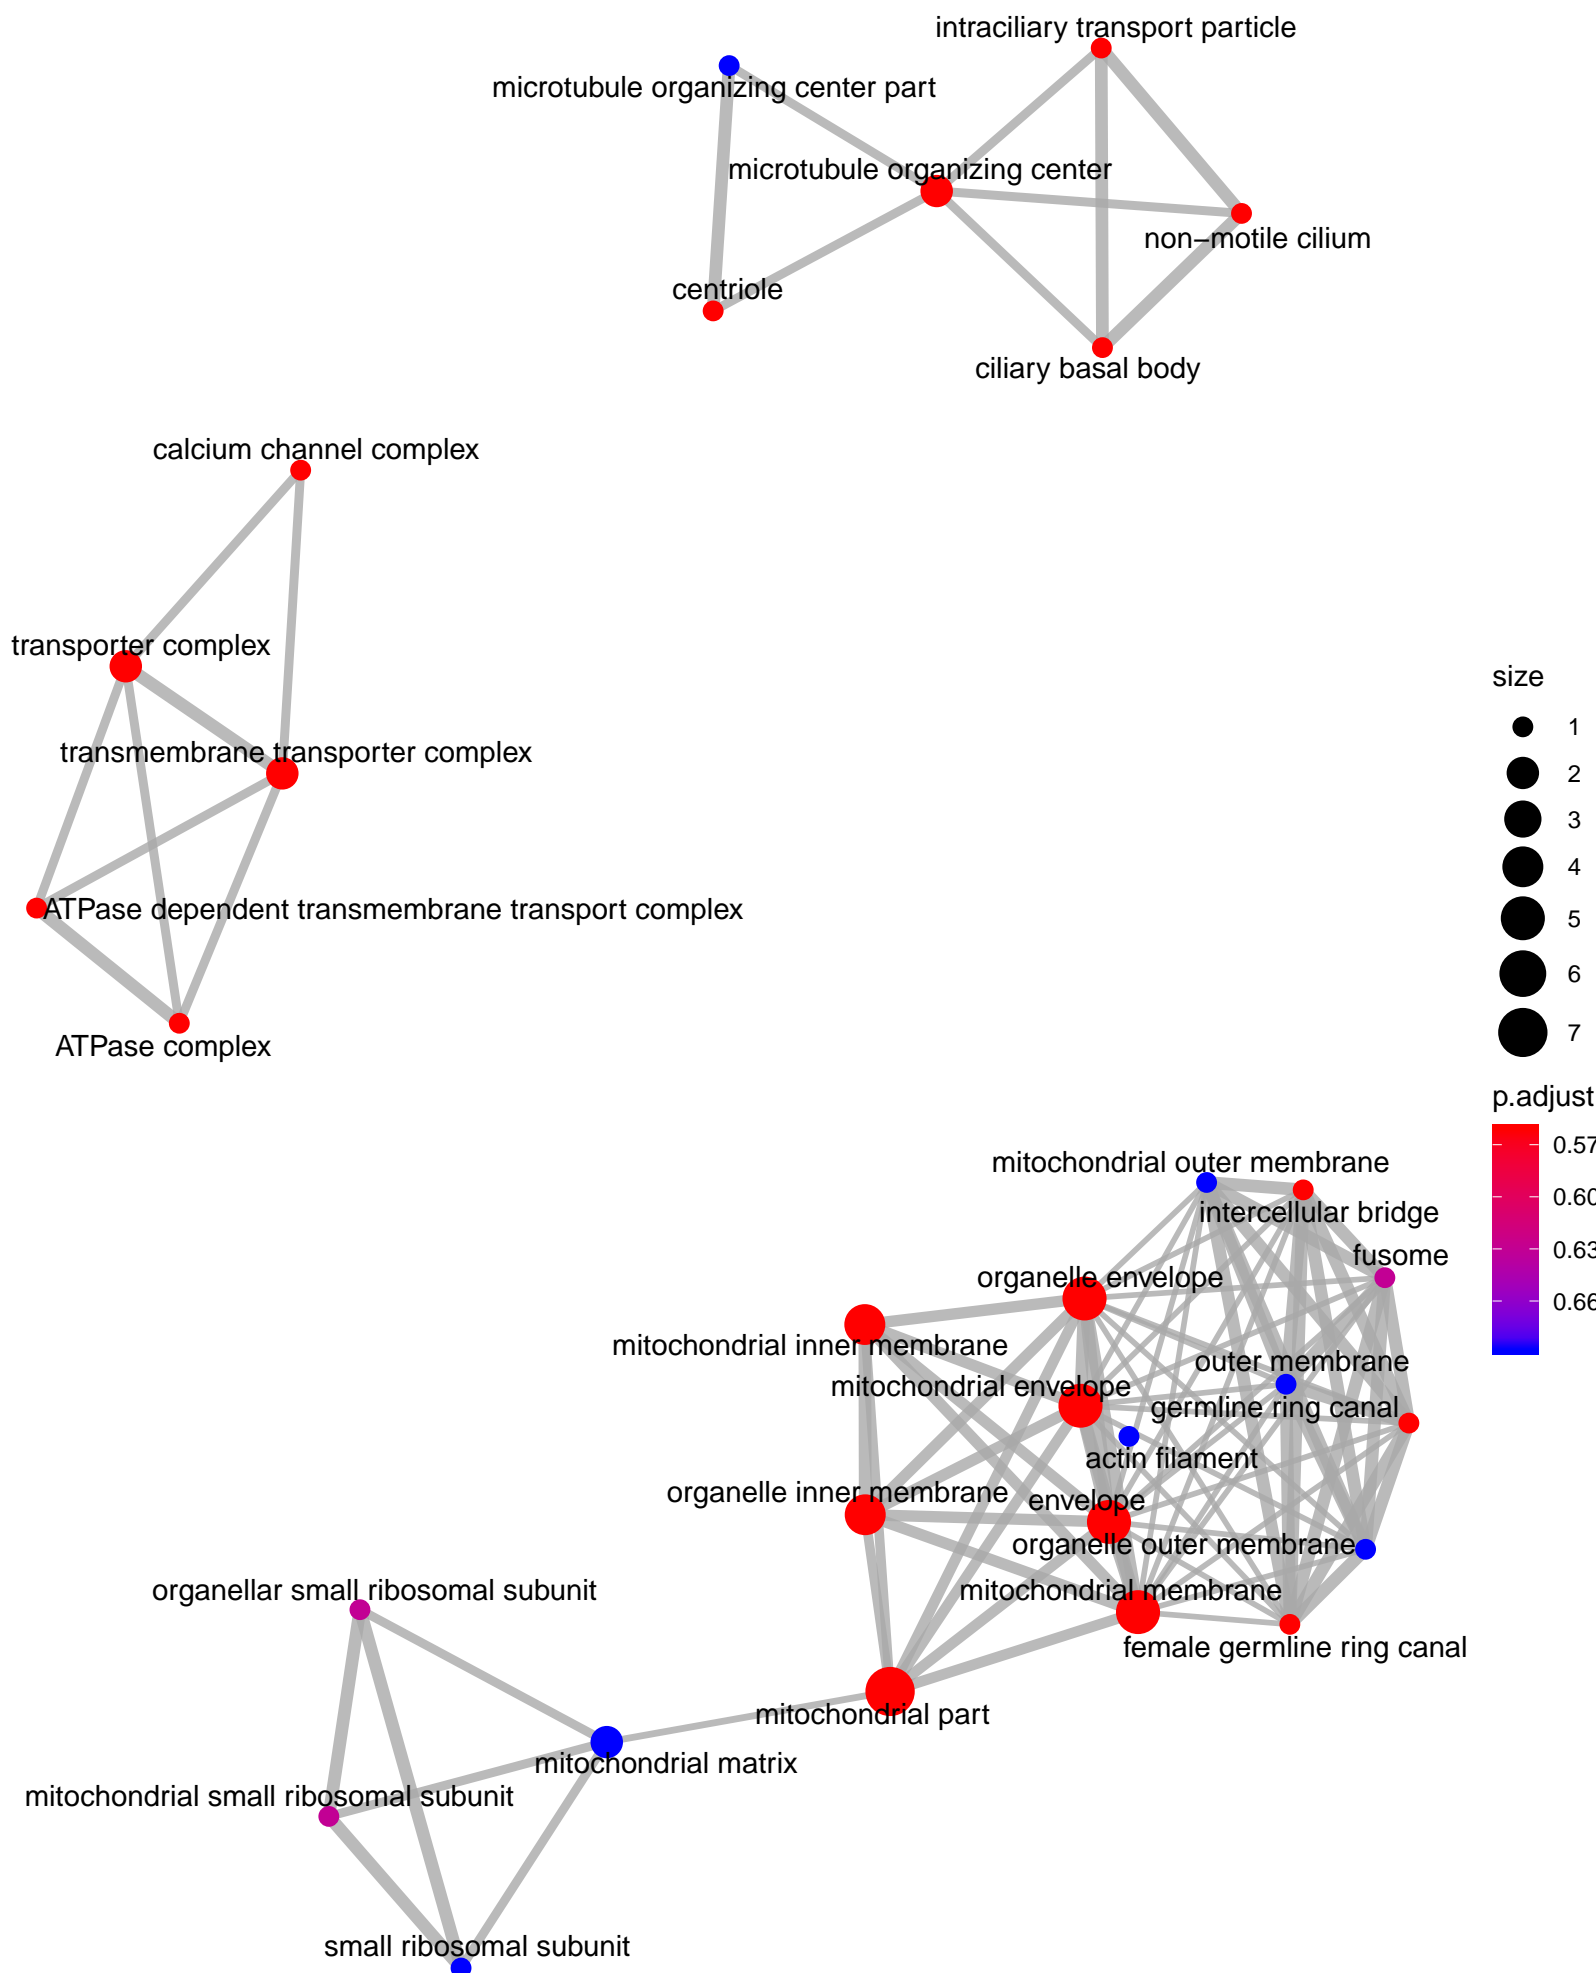 intraciliary transport particle
microtubule organizing center part
microtubule organizing center
non−motile cilium
centriole
ciliary basal body
calcium channel complex
transporter complex
transmembrane transporter complex
ATPase dependent transmembrane transport complex
ATPase complex
size
1
2
3
4
5
6
7
p.adjust
0.57
0.60
0.63
0.66
mitochondrial outer membrane
intercellular bridge
fusome
organelle envelope
mitochondrial inner membrane
outer membrane
mitochondrial envelope
germline ring canal
actin filament
organelle inner membrane
envelope
organelle outer membrane
mitochondrial membrane
organellar small ribosomal subunit
female germline ring canal
mitochondrial part
mitochondrial matrix
mitochondrial small ribosomal subunit
small ribosomal subunit